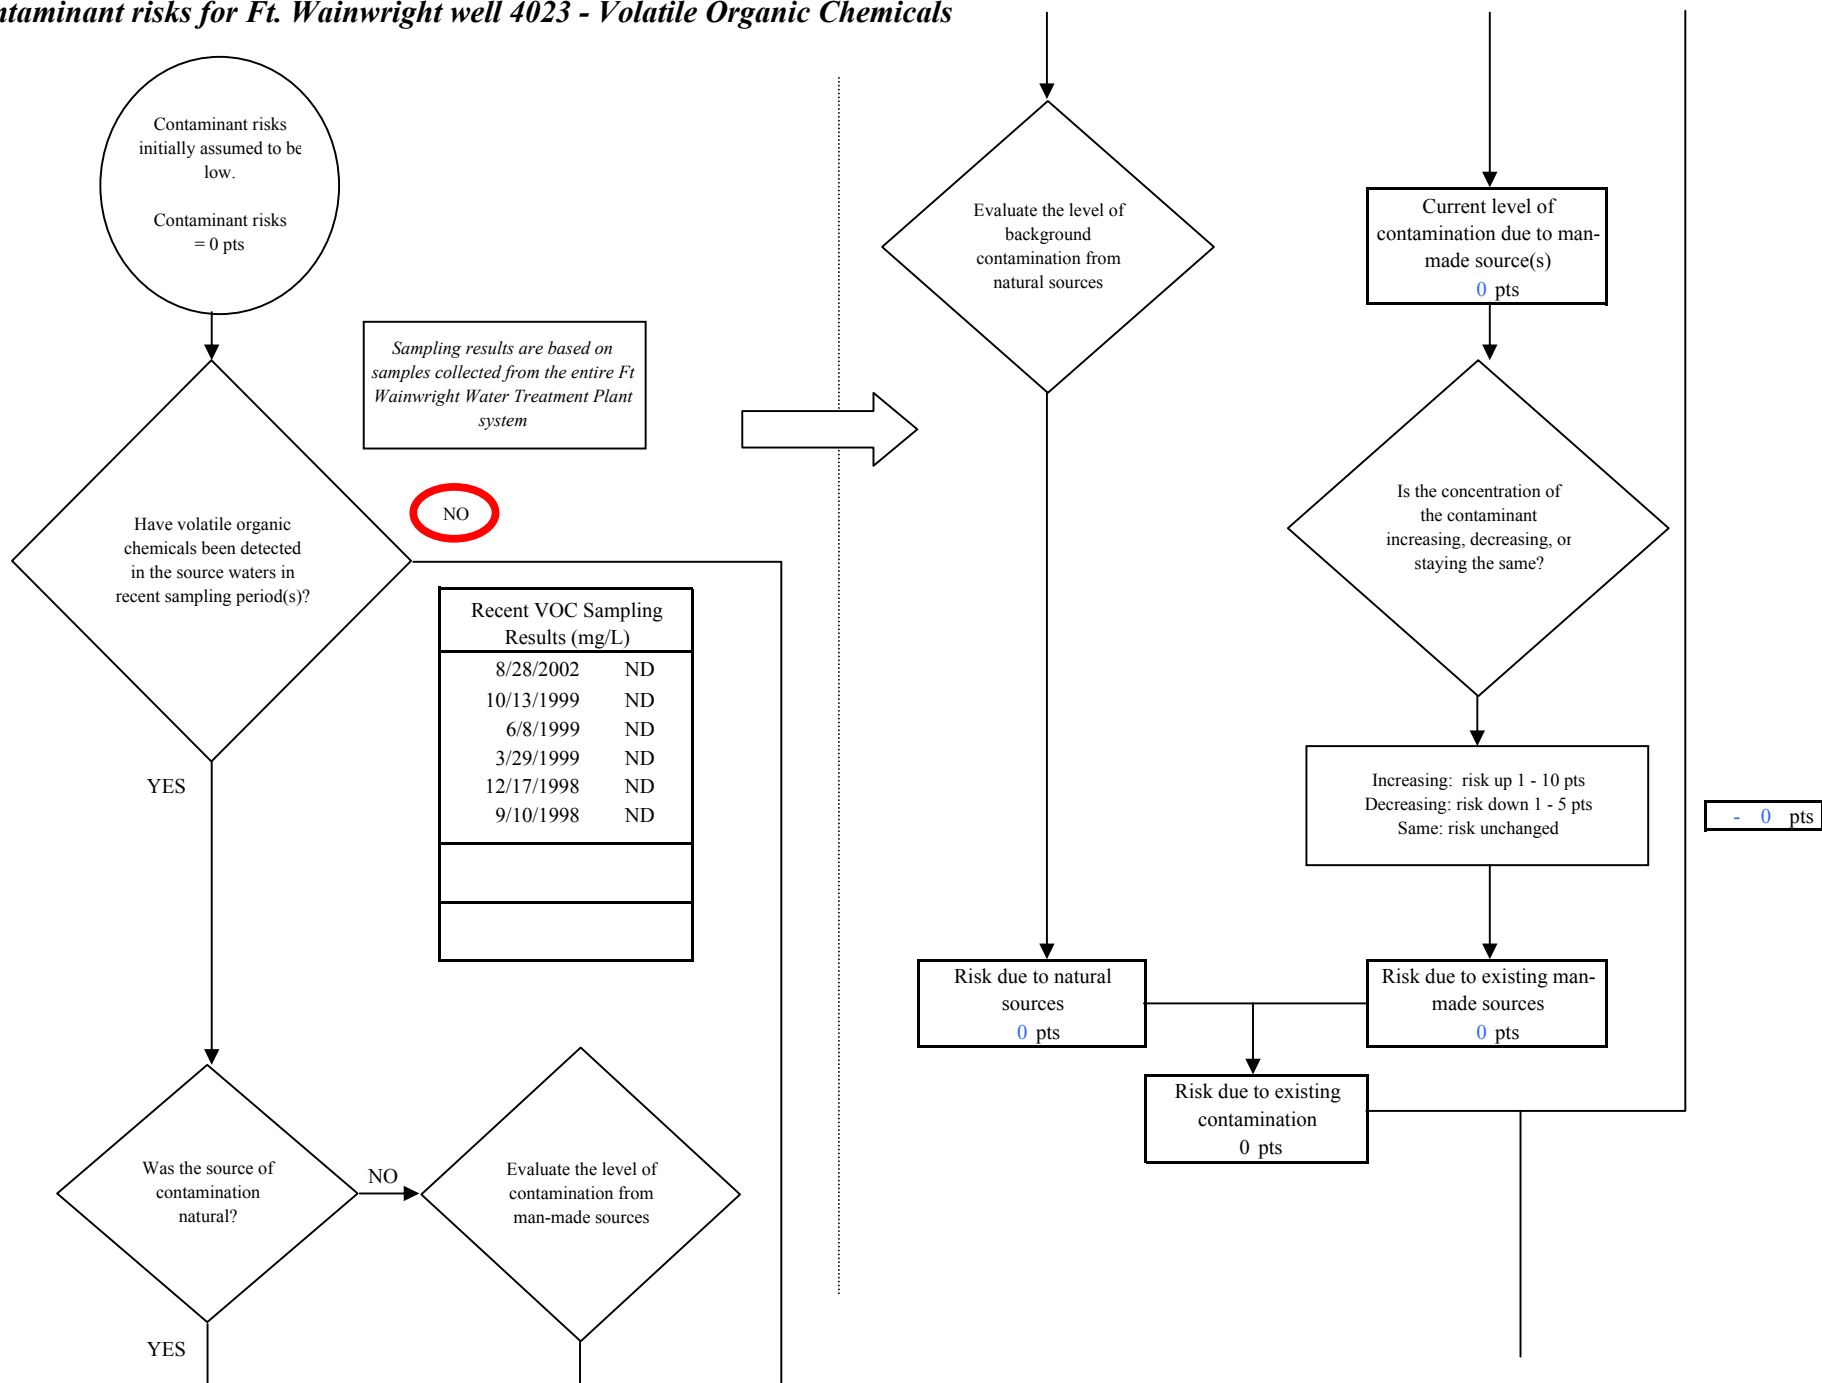 ntaminant risks for Ft. Wainwright well 4023 - Volatile Organic Chemicals
Contaminant risks
initially assumed to be
low.
Contaminant risks
= 0 pts
Sampling results are based on
samples collected from the entire Ft
Wainwright Water Treatment Plant
system
NO
Have volatile organic
chemicals been detected
in the source waters in
recent sampling period(s)?
Recent VOC Sampling
Results (mg/L)
8/28/2002 ND
10/13/1999 ND
6/8/1999 ND
3/29/1999 ND
12/17/1998 ND
9/10/1998 ND
YES
Was the source of
contamination
natural?
NO
Evaluate the level of
contamination from
man-made sources
YES
Evaluate the level of
background
contamination from
natural sources
Current level of
contamination due to man-
made source(s)
0 pts
Is the concentration of
the contaminant
increasing, decreasing, or
staying the same?
Increasing: risk up 1 - 10 pts
Decreasing: risk down 1 - 5 pts
Same: risk unchanged
- 0 pts
Risk due to natural
sources
0 pts
Risk due to existing man-
made sources
0 pts
Risk due to existing
contamination
0 pts